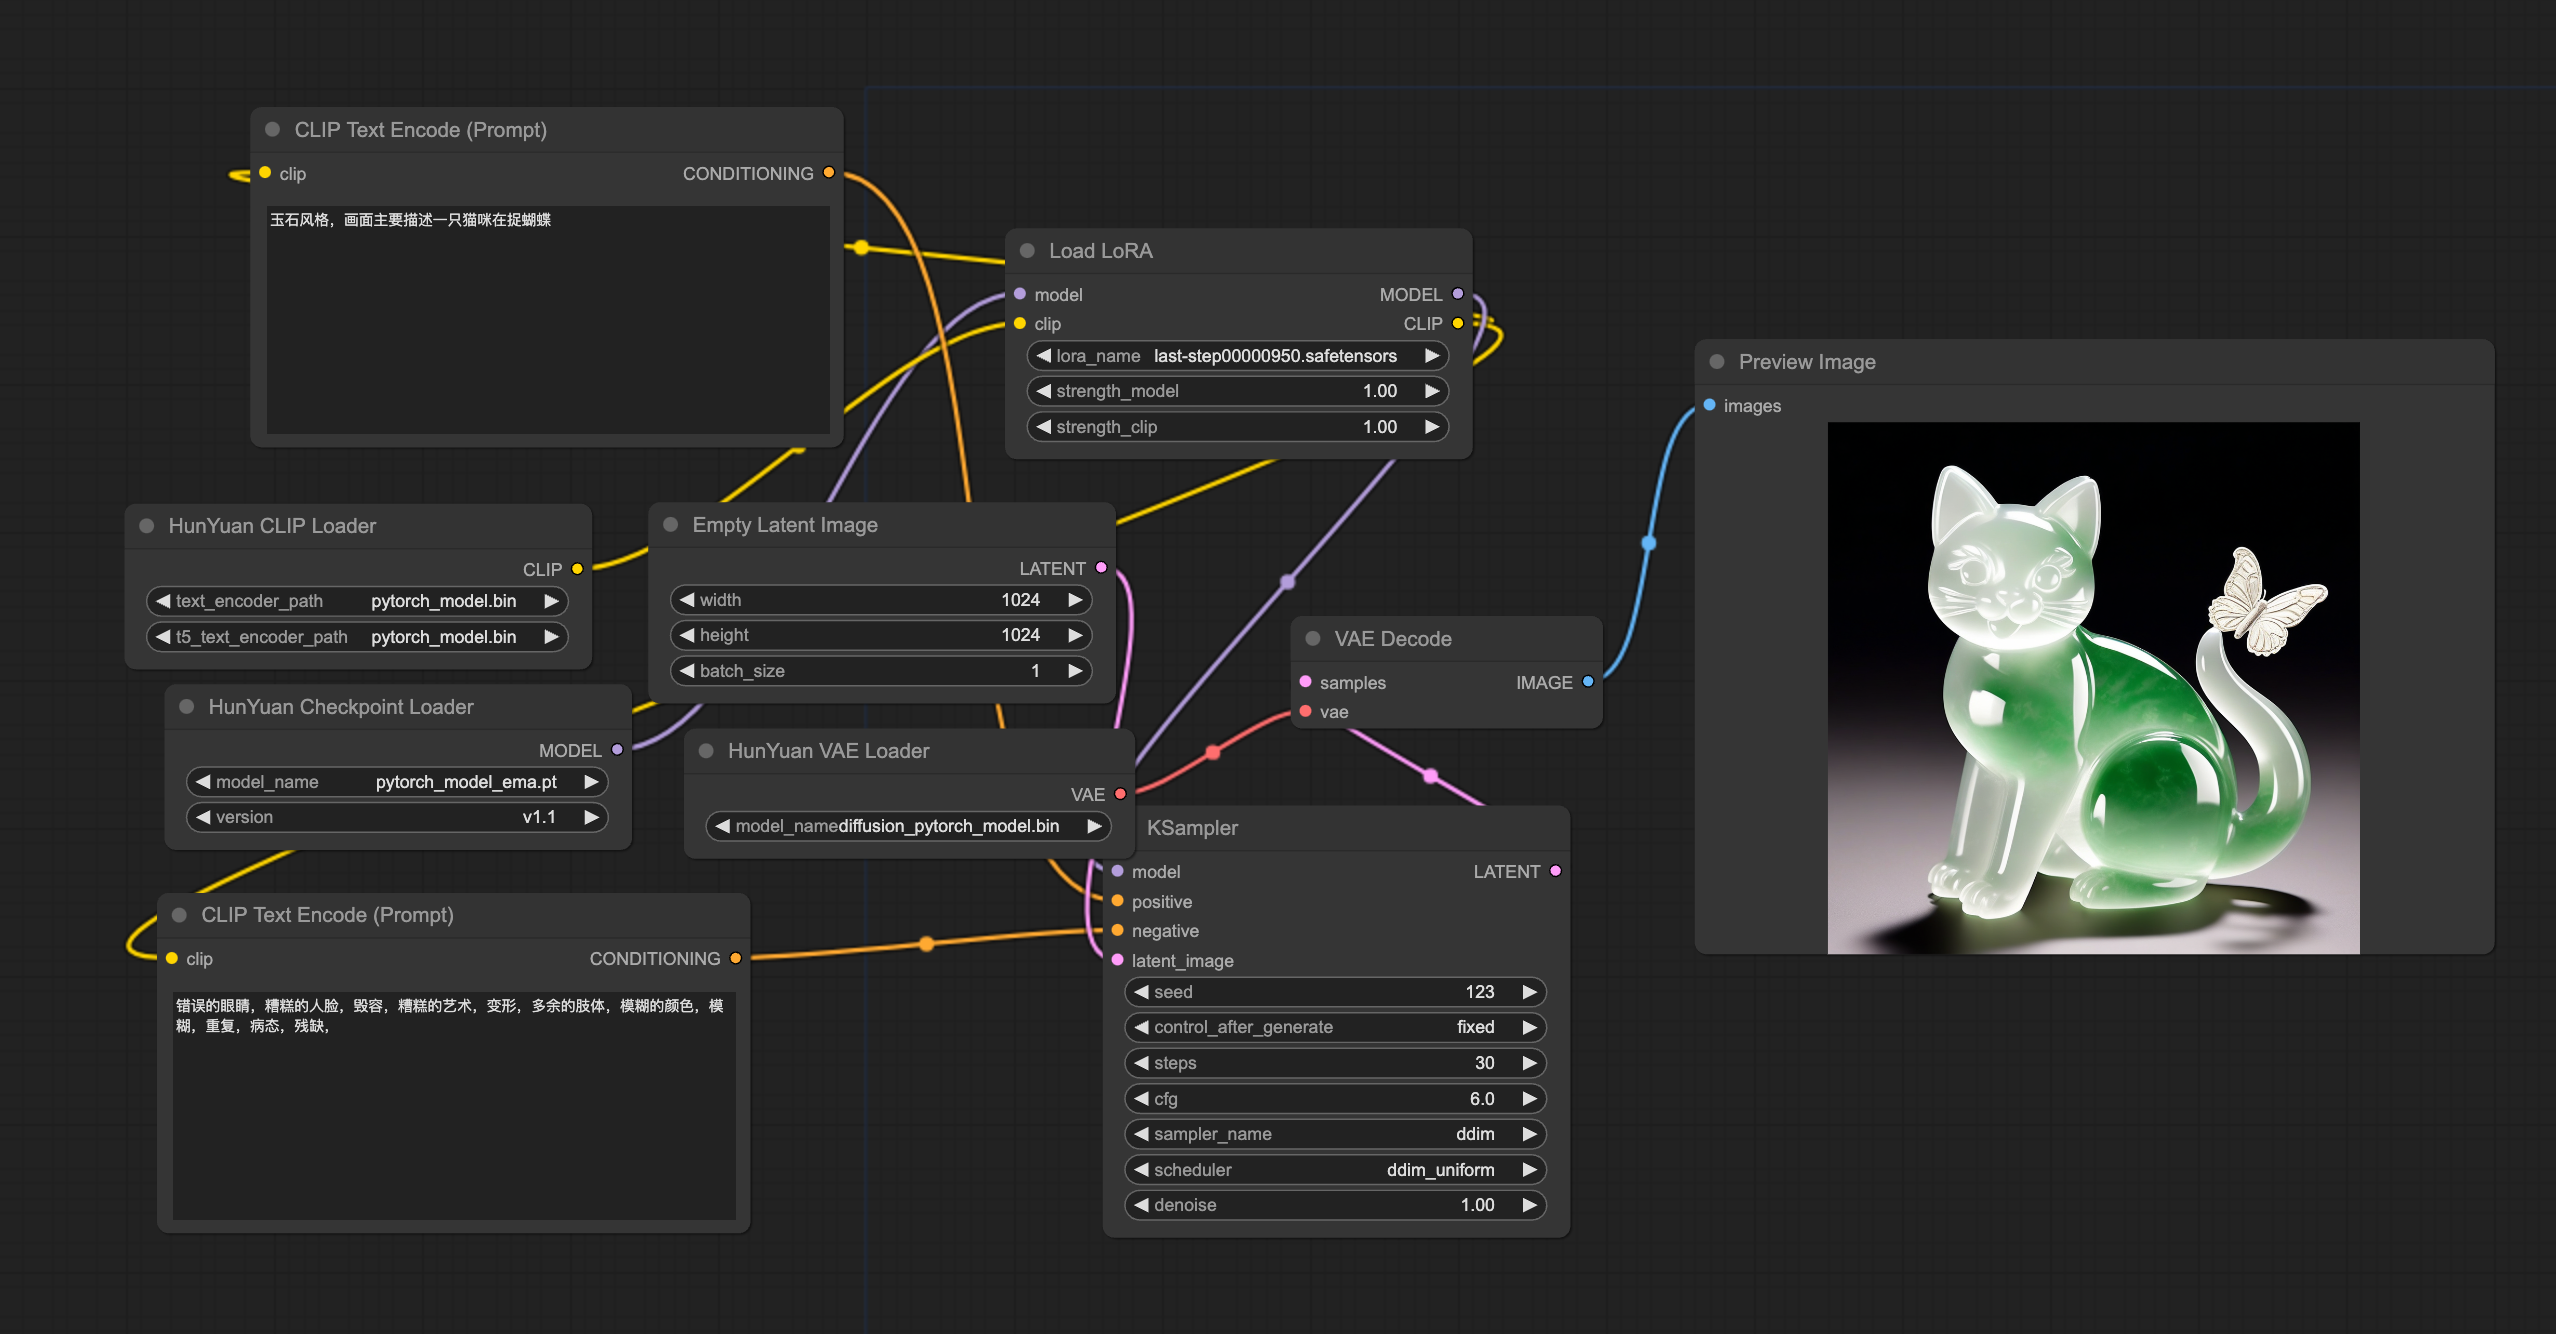 CLIP Text Encode (Prompt)
clip CONDITIONING
玉石风格，画面主要描述一只猫咪在捉蝴蝶
Load LoRA
model MODEL
clip CLIP
lora_name last-step00000950.safetensors
strength_model 1.00
strength_clip 1.00
Preview Image
images
HunYuan CLIP Loader
CLIP
text_encoder_path pytorch_model.bin
t5_text_encoder_path pytorch_model.bin
Empty Latent Image
LATENT
width 1024
height 1024
batch_size 1
HunYuan Checkpoint Loader
MODEL
model_name pytorch_model_ema.pt
version v1.1
HunYuan VAE Loader
VAE
model_name diffusion_pytorch_model.bin
VAE Decode
samples IMAGE
vae
CLIP Text Encode (Prompt)
clip CONDITIONING
错误的眼睛，糟糕的人脸，毁容，糟糕的艺术，变形，多余的肢体，模糊的颜色，模
糊，重复，病态，残缺，
KSampler
model LATENT
positive
negative
latent_image
seed 123
control_after_generate fixed
steps 30
cfg 6.0
sampler_name ddim
scheduler ddim_uniform
denoise 1.00